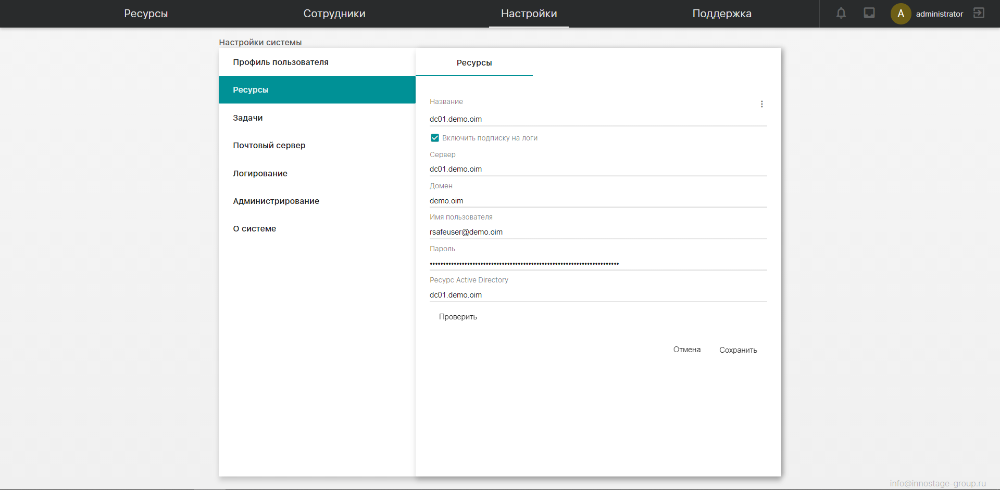 Ресурсы
Сотрудники
Настройки
Поддержка
A
administrator
Настройки системы
Профиль пользователя
Ресурсы
Задачи
Почтовый сервер
Логирование
Администрирование
О системе
Ресурсы
Название
dc01.demo.oim
Включить подписку на логи
Сервер
dc01.demo.oim
Домен
demo.oim
Имя пользователя
rsafeuser@demo.oim
Пароль
Ресурс Active Directory
dc01.demo.oim
Проверить
Отмена
Сохранить
info@innostage-group.ru